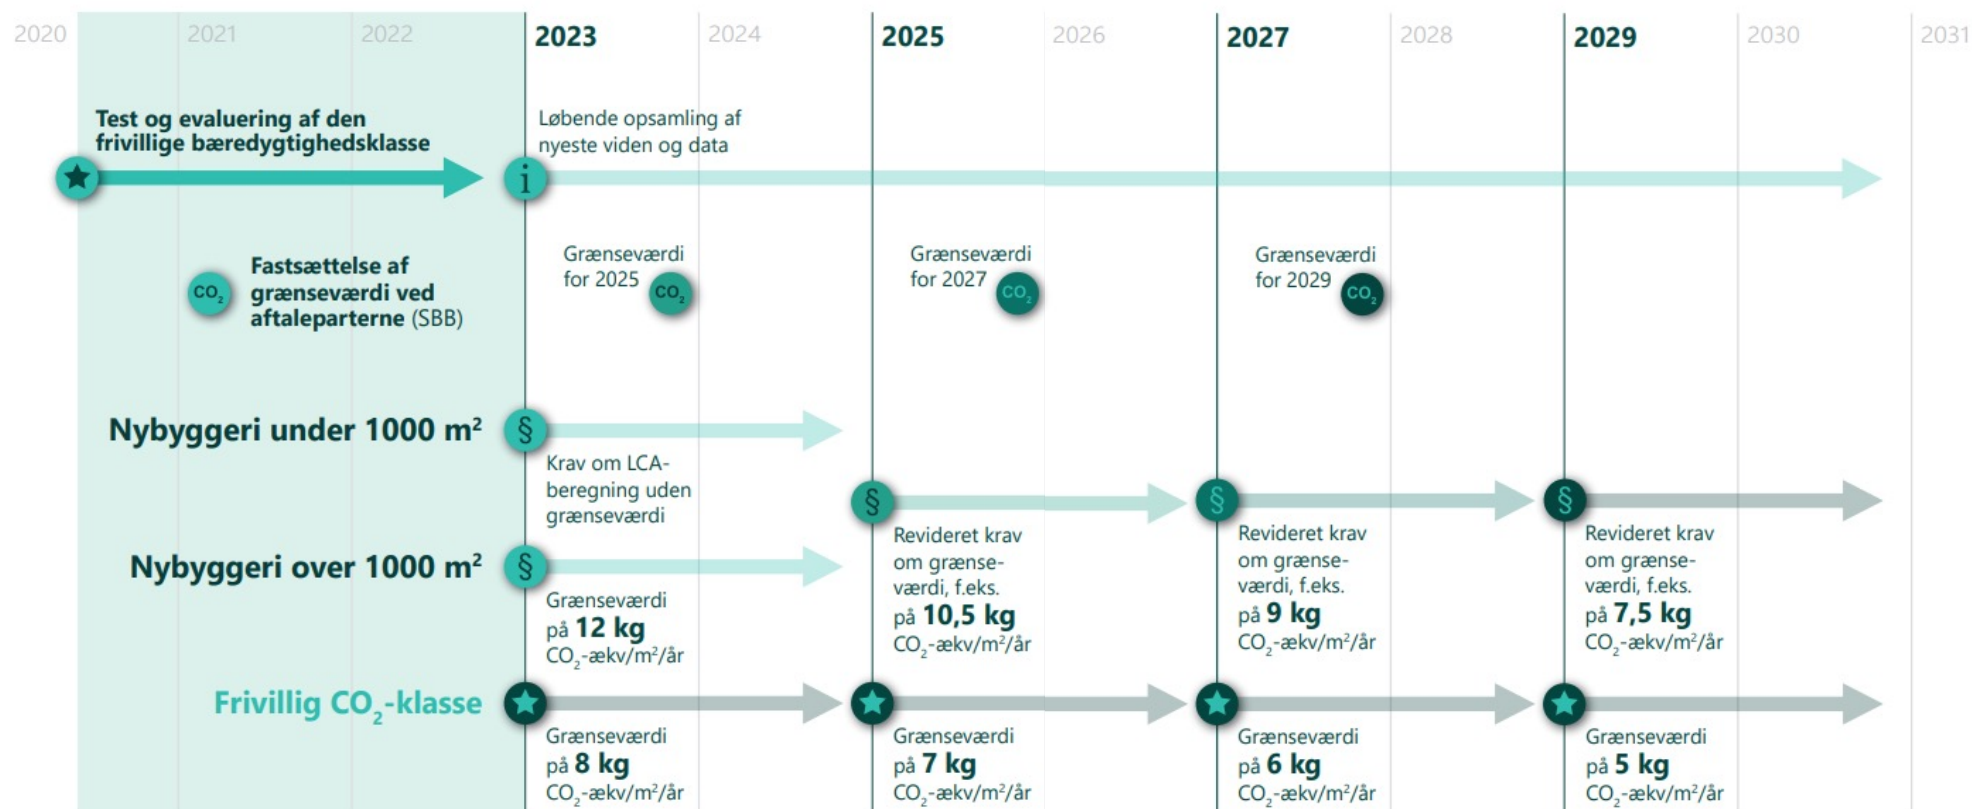 2020
2021
2022
2023
2024
2025
2026
2027
2028
2029
2030
2031
Test og evaluering af den
frivillige bæredygtighedsklasse
Løbende opsamling af
nyeste viden og data
i
CO₂
Fastsættelse af
grænseværdi ved
aftaleparterne (SBB)
Grænseværdi
for 2025
CO₂
Grænseværdi
for 2027
CO₂
Grænseværdi
for 2029
CO₂
Nybyggeri under 1000 m²
§
Krav om LCA-
beregning uden
grænseværdi
Nybyggeri over 1000 m²
§
Grænseværdi
på 12 kg
CO₂-ækv/m²/år
§
Revideret krav
om grænse-
værdi, f.eks.
på 10,5 kg
CO₂-ækv/m²/år
§
Revideret krav
om grænse-
værdi, f.eks.
på 9 kg
CO₂-ækv/m²/år
§
Revideret krav
om grænse-
værdi, f.eks.
på 7,5 kg
CO₂-ækv/m²/år
Frivillig CO₂-klasse
Grænseværdi
på 8 kg
CO₂-ækv/m²/år
Grænseværdi
på 7 kg
CO₂-ækv/m²/år
Grænseværdi
på 6 kg
CO₂-ækv/m²/år
Grænseværdi
på 5 kg
CO₂-ækv/m²/år